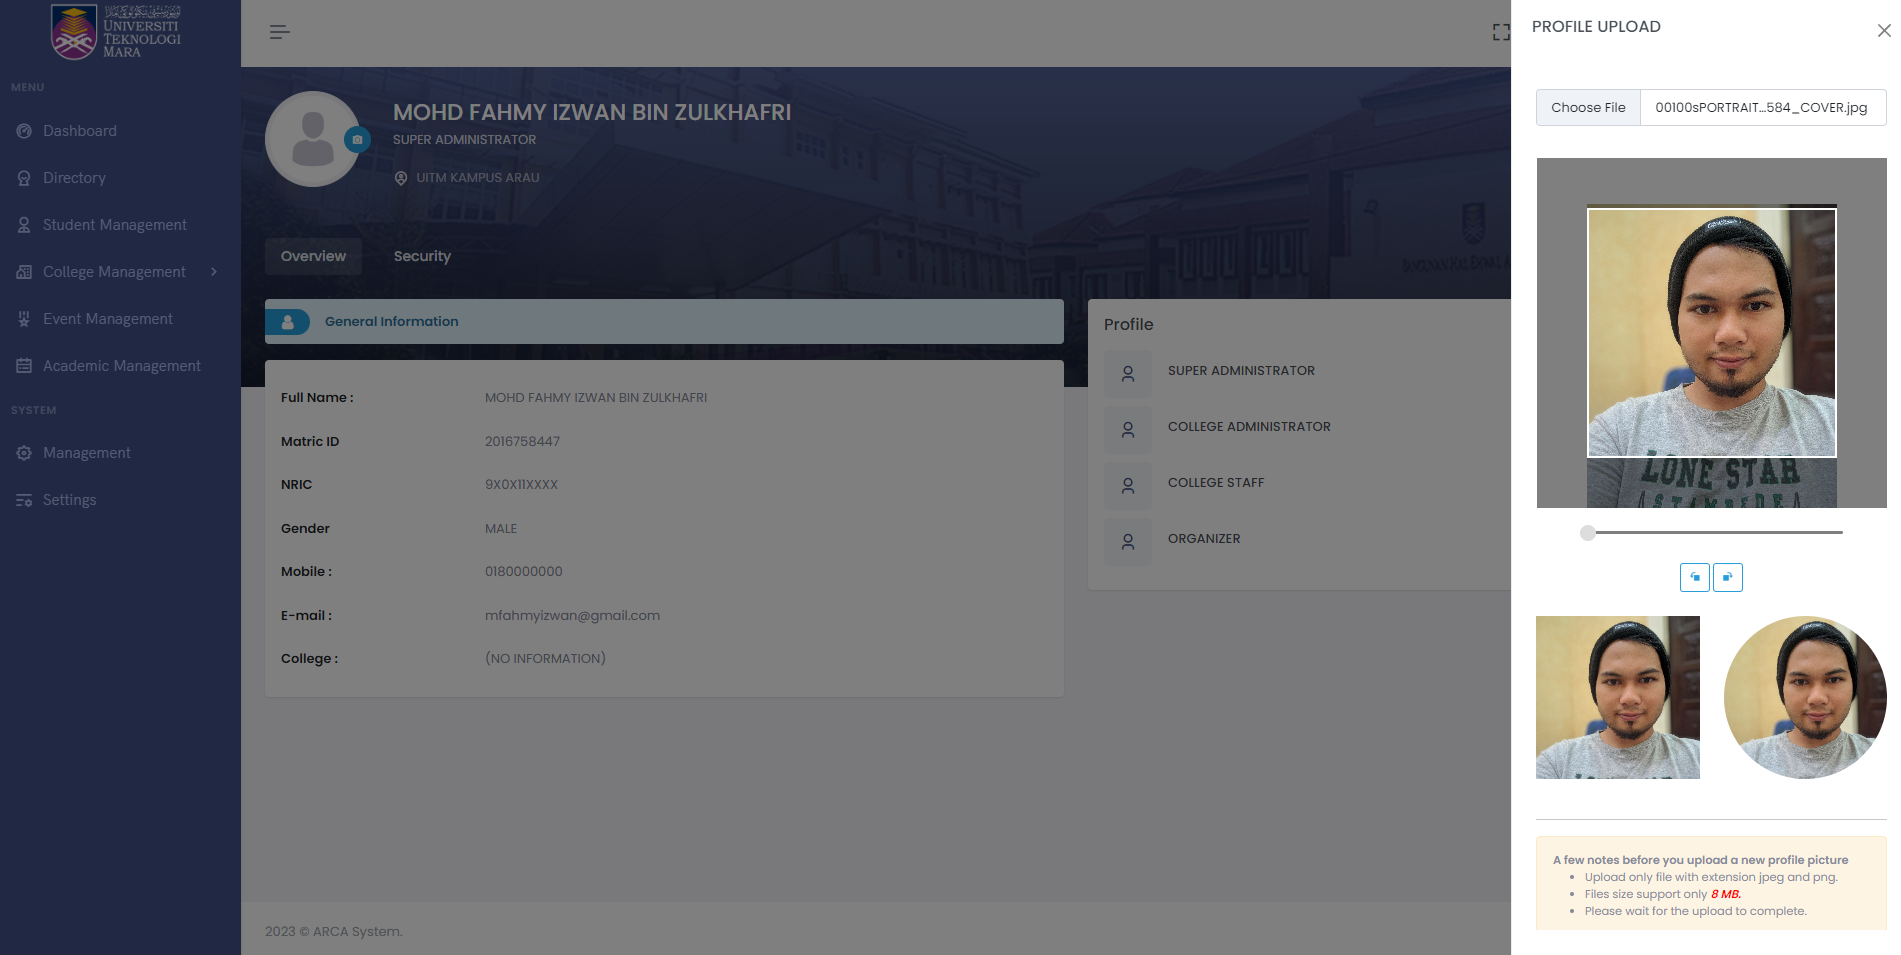 UNIVERSITI
TEKNOLOGI
MARA
MENU
Dashboard
Directory
Student Management
College Management
Event Management
Academic Management
SYSTEM
Management
Settings
MOHD FAHMY IZWAN BIN ZULKHAFRI
SUPER ADMINISTRATOR
UITM KAMPUS ARAU
Overview Security
General Information
Full Name : MOHD FAHMY IZWAN BIN ZULKHAFRI
Matric ID 2016758447
NRIC 9X0X11XXXX
Gender MALE
Mobile : 0180000000
E-mail : mfahmyizwan@gmail.com
College : (NO INFORMATION)
Profile
SUPER ADMINISTRATOR
COLLEGE ADMINISTRATOR
COLLEGE STAFF
ORGANIZER
2023 © ARCA System.
PROFILE UPLOAD
Choose File 00100sPORTRAIT...584_COVER.jpg
LONE STAR
STAMPEDE
A few notes before you upload a new profile picture
• Upload only file with extension jpeg and png.
• Files size support only 8 MB.
• Please wait for the upload to complete.